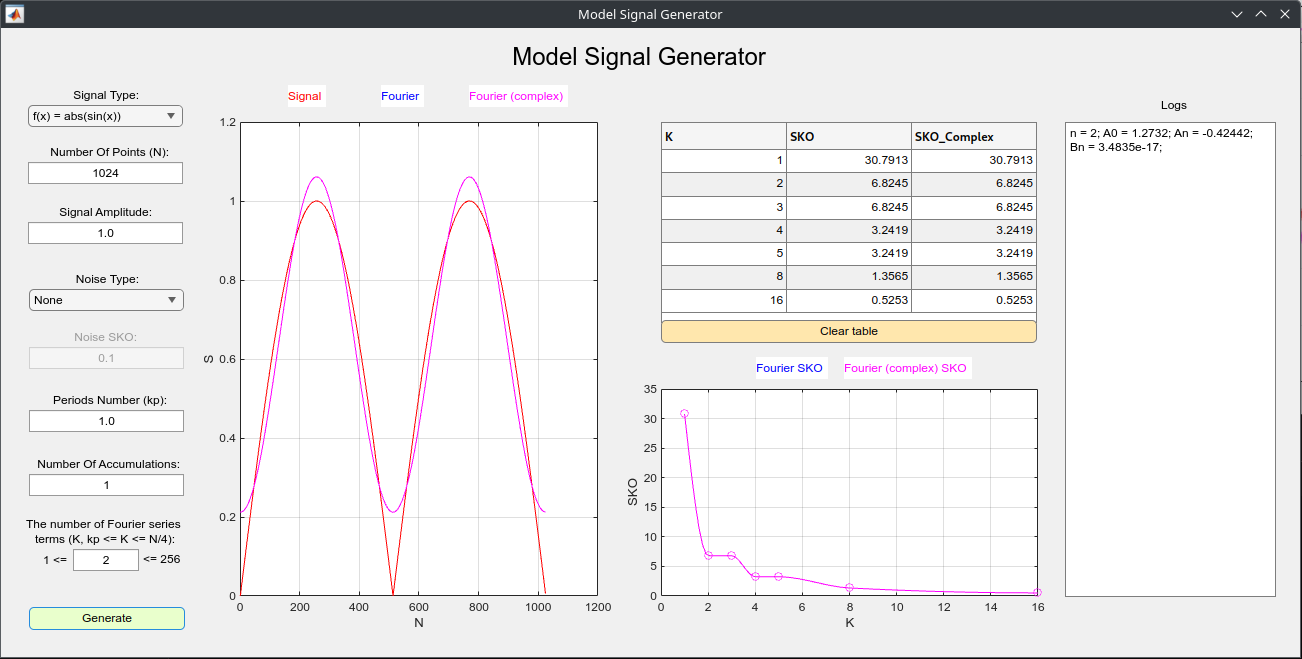 Model Signal Generator
Model Signal Generator
Signal Type:
f(x) = abs(sin(x))
Number Of Points (N):
1024
Signal Amplitude:
1.0
Noise Type:
None
Noise SKO:
0.1
Periods Number (kp):
1.0
Number Of Accumulations:
1
The number of Fourier series
terms (K, kp <= K <= N/4):
1 <= 2 <= 256
Generate
Signal Fourier Fourier (complex)
1.2
1
0.8
0.6
0.4
0.2
0
S
0 200 400 600 800 1000 1200
N
K SKO SKO_Complex
1 30.7913 30.7913
2 6.8245 6.8245
3 6.8245 6.8245
4 3.2419 3.2419
5 3.2419 3.2419
8 1.3565 1.3565
16 0.5253 0.5253
Clear table
Fourier SKO Fourier (complex) SKO
35
30
25
20
15
10
5
0
SKO
0 2 4 6 8 10 12 14 16
K
Logs
n = 2; A0 = 1.2732; An = -0.42442;
Bn = 3.4835e-17;